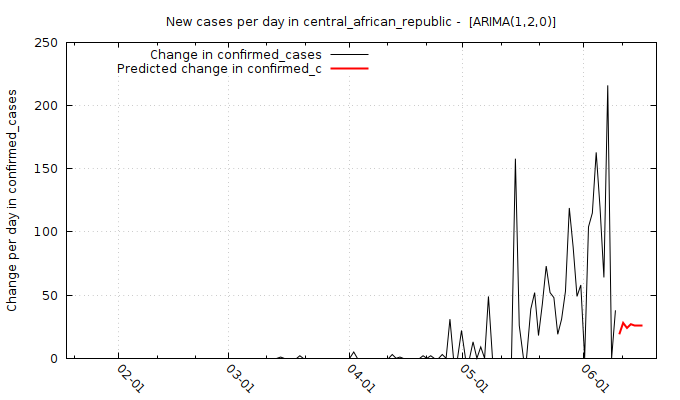 New cases per day in central_african_republic -  [ARIMA(1,2,0)]
Change in confirmed_cases
Predicted change in confirmed_c
Change per day in confirmed_cases
250
200
150
100
50
0
02-01
03-01
04-01
05-01
06-01